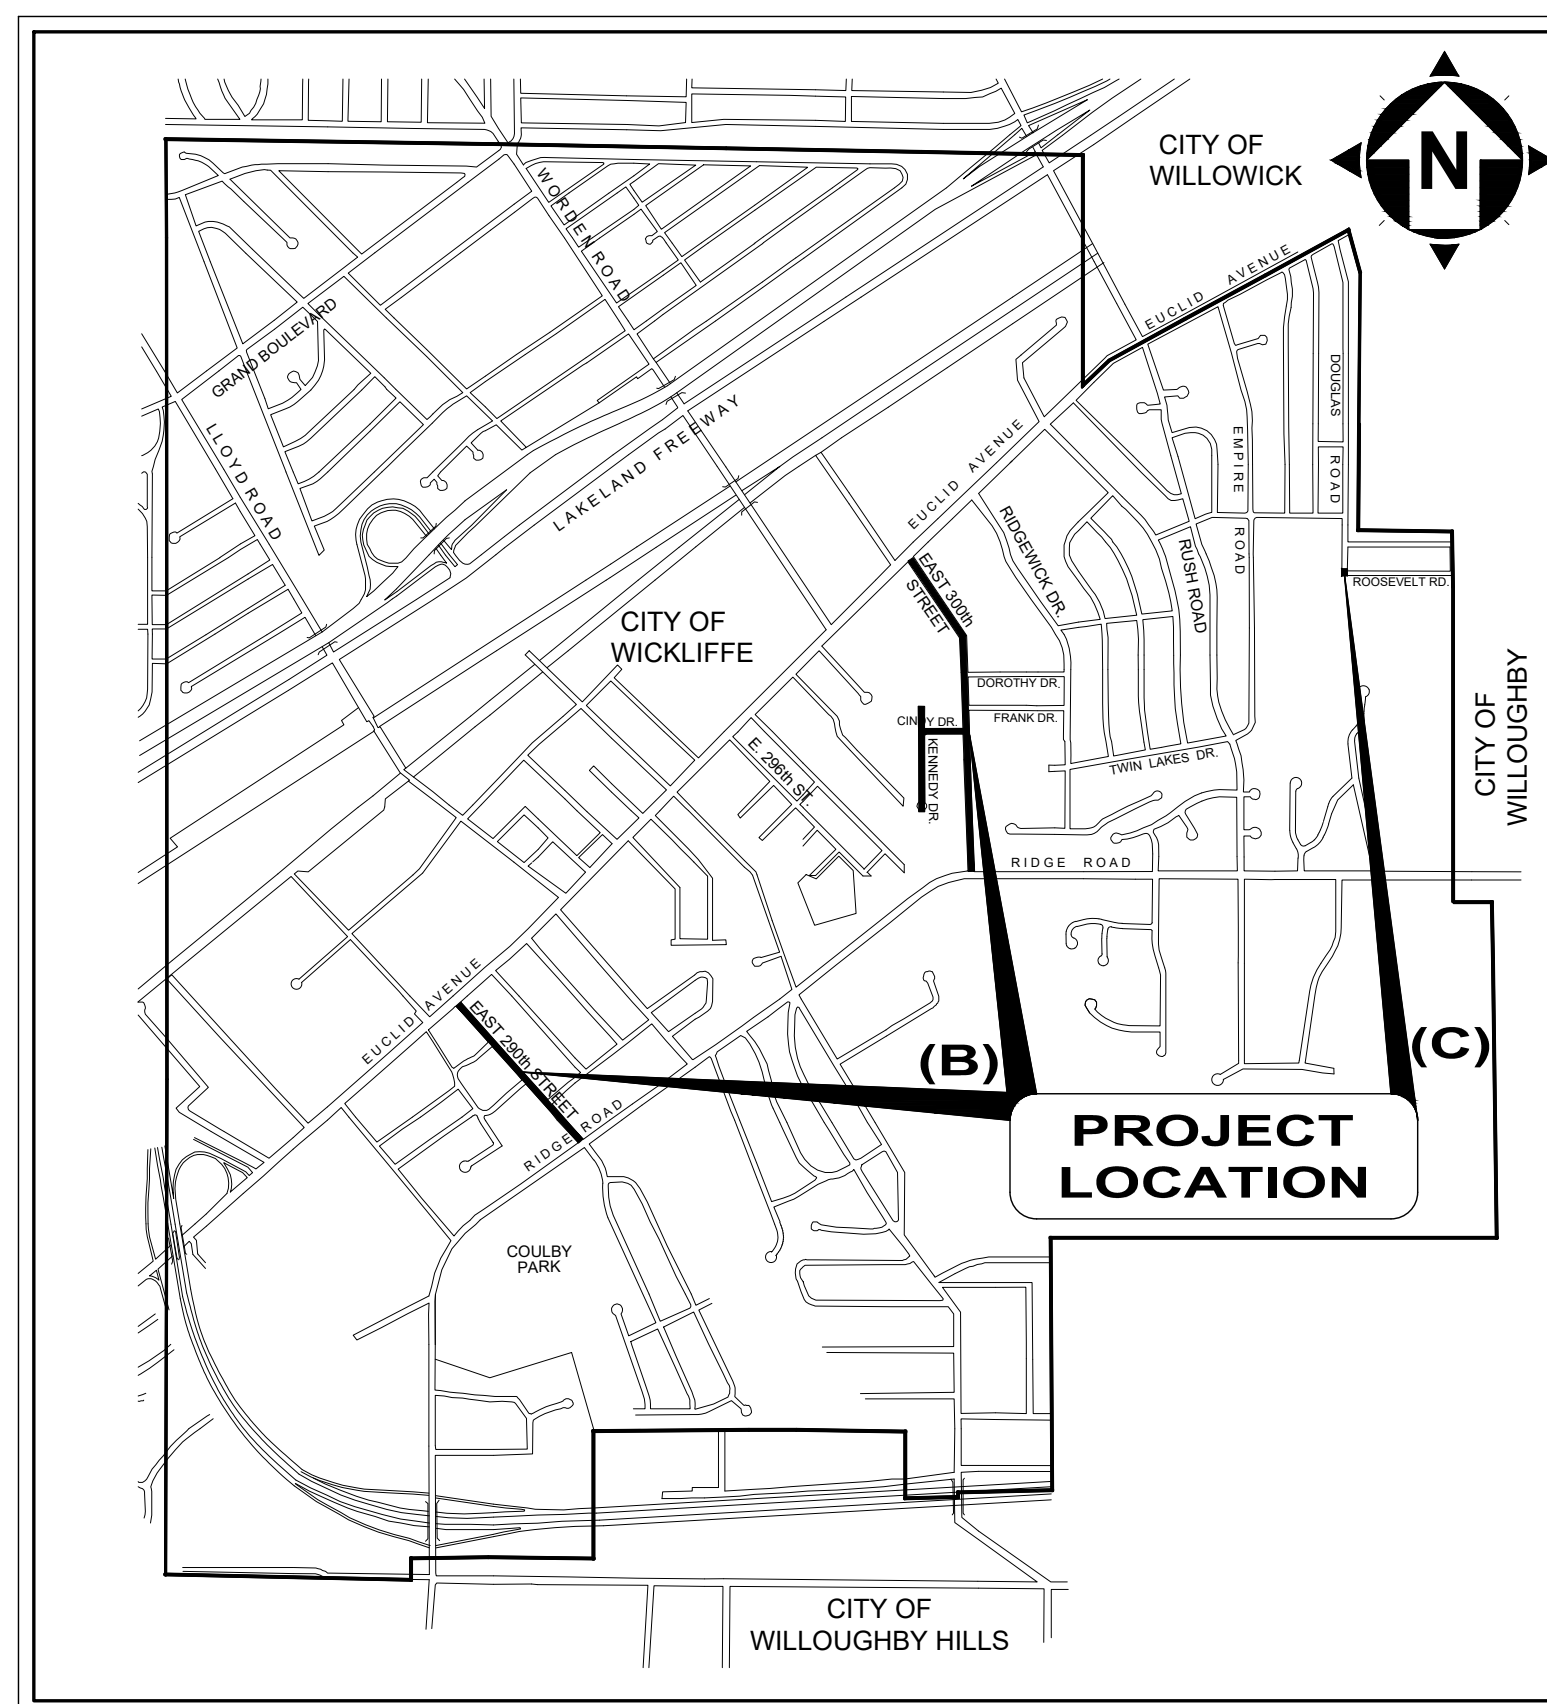 CITY OF
WILLOWICK
N
WORDEN ROAD
EUCLID AVENUE
GRAND BOULEVARD
DOUGLAS
ROAD
LLOYD ROAD
LAKELAND FREEWAY
EUCLID AVENUE
EMPIRE
ROAD
RIDGEWICK DR.
RUSH ROAD
EAST 300th
STREET
ROOSEVELT RD.
CITY OF
WICKLIFFE
DOROTHY DR.
CINDY DR.
FRANK DR.
KENNEDY DR.
E. 296th ST.
TWIN LAKES DR.
CITY OF
WILLOUGHBY
RIDGE ROAD
EUCLID AVENUE
EAST 290th STREET
RIDGE ROAD
(B)
(C)
PROJECT
LOCATION
COULBY
PARK
CITY OF
WILLOUGHBY HILLS